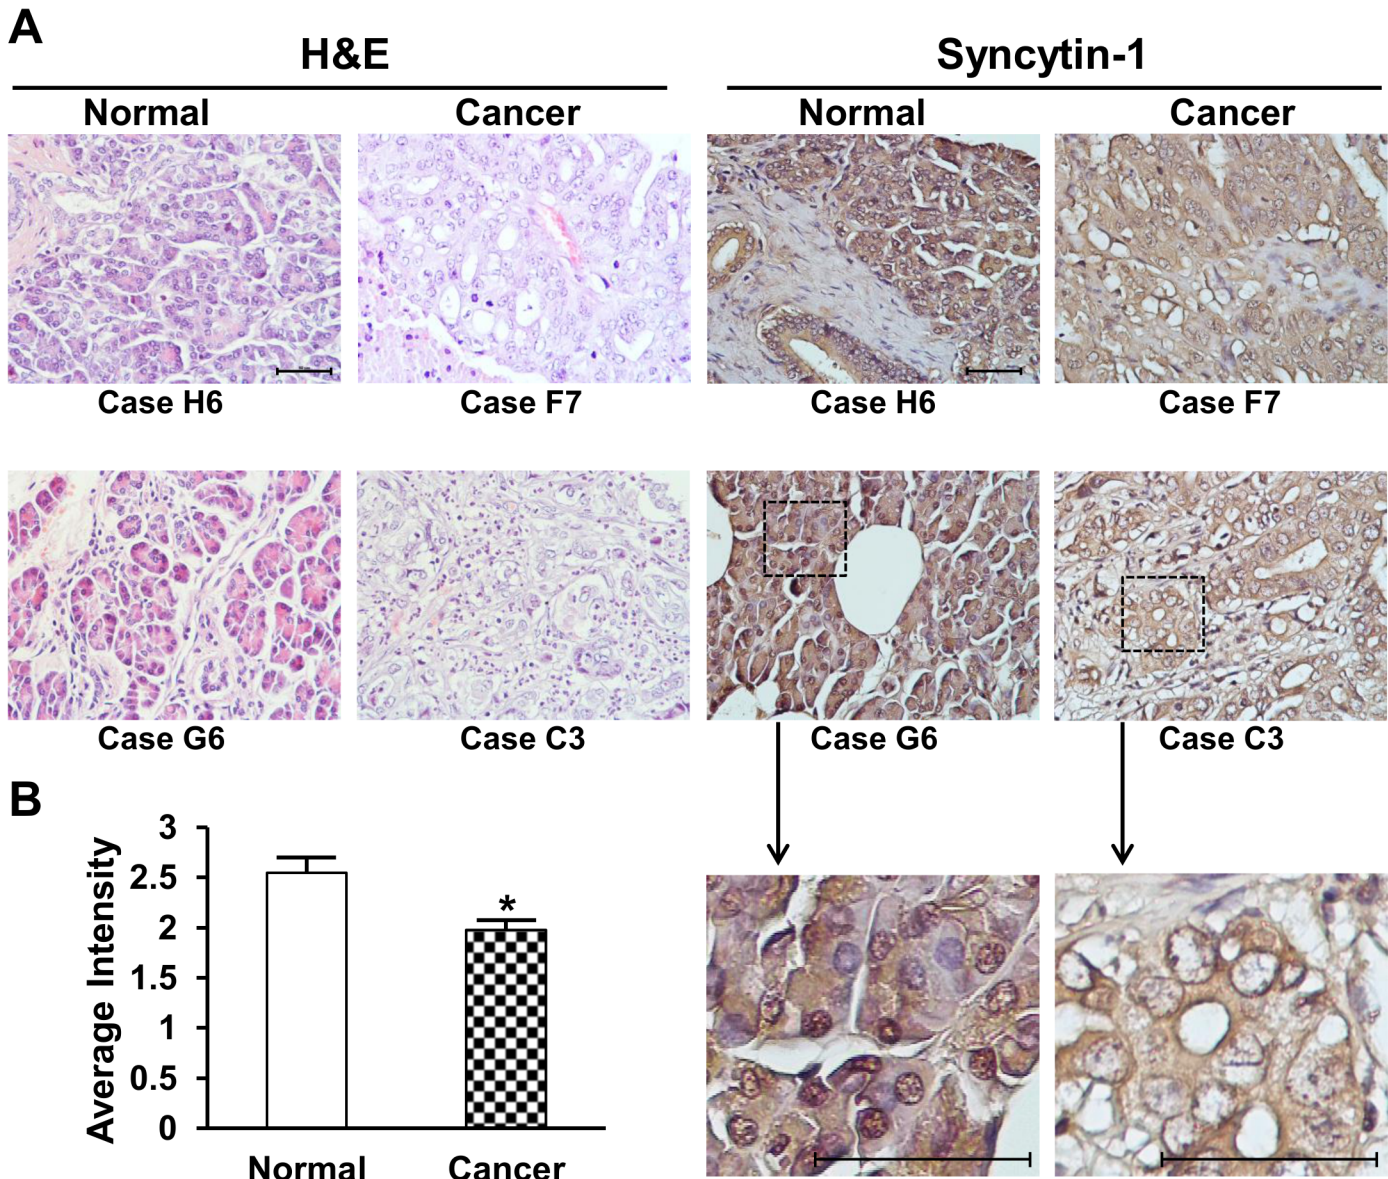 A
H&E
Syncytin-1
Normal
Cancer
Normal
Cancer
Case H6
Case F7
Case H6
Case F7
Case G6
Case C3
Case G6
Case C3
B
Average Intensity
3
2.5
2
1.5
1
0.5
0
*
Normal
Cancer